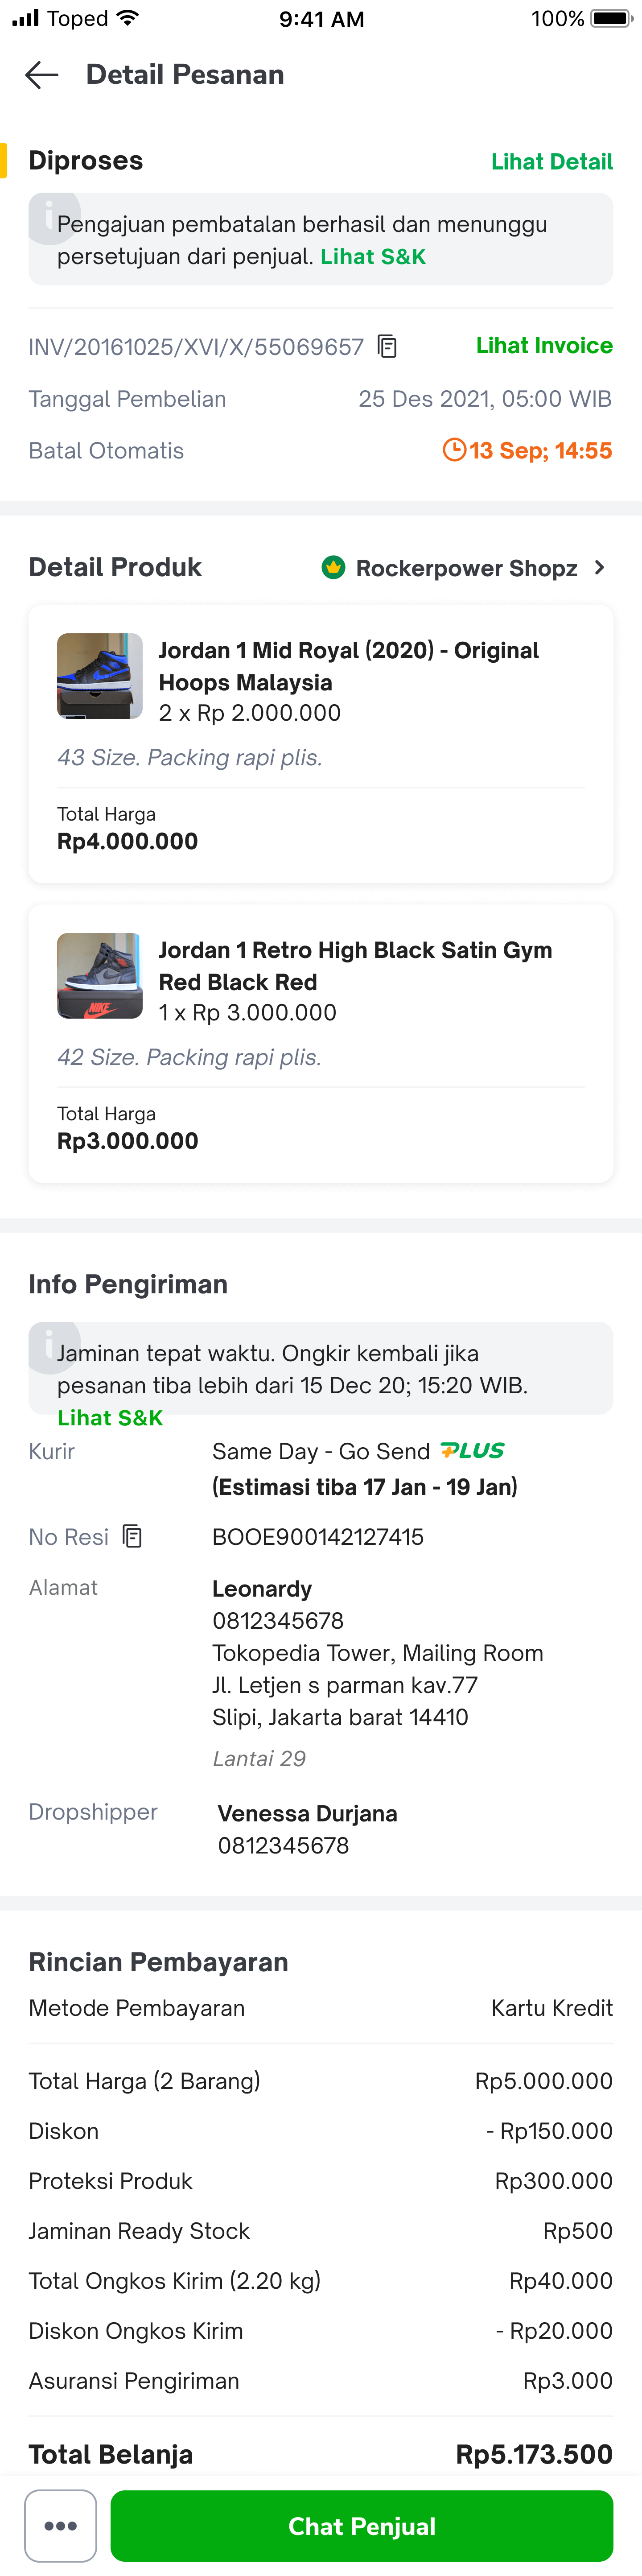 Toped
9:41 AM
100%
Detail Pesanan
Diproses
Lihat Detail
Pengajuan pembatalan berhasil dan menunggu
persetujuan dari penjual. Lihat S&K
INV/20161025/XVI/X/55069657
Lihat Invoice
Tanggal Pembelian
25 Des 2021, 05:00 WIB
Batal Otomatis
13 Sep; 14:55
Detail Produk
Rockerpower Shopz
Jordan 1 Mid Royal (2020) - Original
Hoops Malaysia
2 x Rp 2.000.000
43 Size. Packing rapi plis.
Total Harga
Rp4.000.000
Jordan 1 Retro High Black Satin Gym
Red Black Red
1 x Rp 3.000.000
NIKE
42 Size. Packing rapi plis.
Total Harga
Rp3.000.000
Info Pengiriman
Jaminan tepat waktu. Ongkir kembali jika
pesanan tiba lebih dari 15 Dec 20; 15:20 WIB.
Lihat S&K
Kurir
Same Day - Go Send PLUS
(Estimasi tiba 17 Jan - 19 Jan)
No Resi
BOOE900142127415
Alamat
Leonardy
0812345678
Tokopedia Tower, Mailing Room
Jl. Letjen s parman kav.77
Slipi, Jakarta barat 14410
Lantai 29
Dropshipper
Venessa Durjana
0812345678
Rincian Pembayaran
Metode Pembayaran
Kartu Kredit
Total Harga (2 Barang)
Rp5.000.000
Diskon
- Rp150.000
Proteksi Produk
Rp300.000
Jaminan Ready Stock
Rp500
Total Ongkos Kirim (2.20 kg)
Rp40.000
Diskon Ongkos Kirim
- Rp20.000
Asuransi Pengiriman
Rp3.000
Total Belanja
Rp5.173.500
Chat Penjual